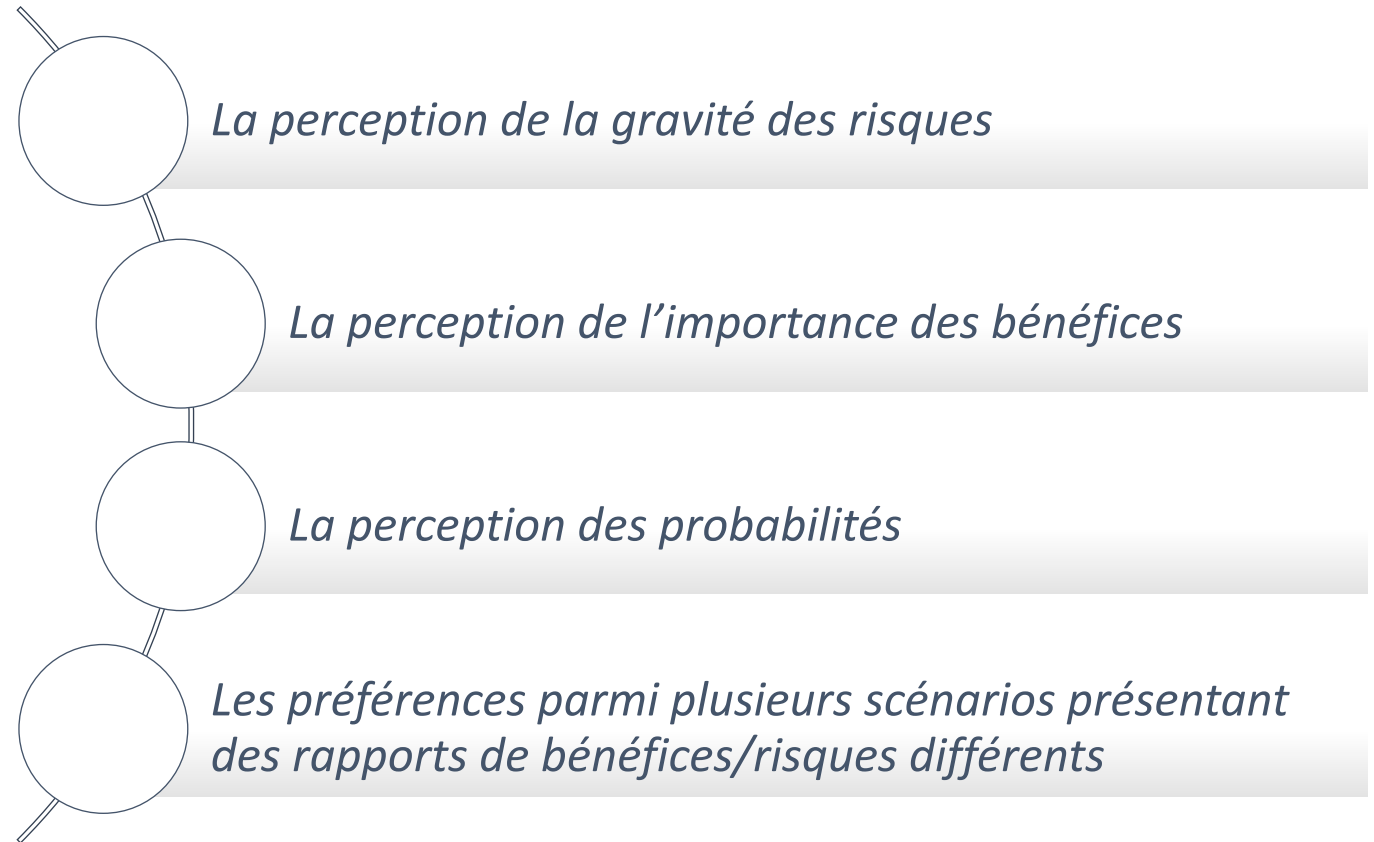 La perception de la gravité des risques
La perception de l’importance des bénéfices
La perception des probabilités
Les préférences parmi plusieurs scénarios présentant
des rapports de bénéfices/risques différents